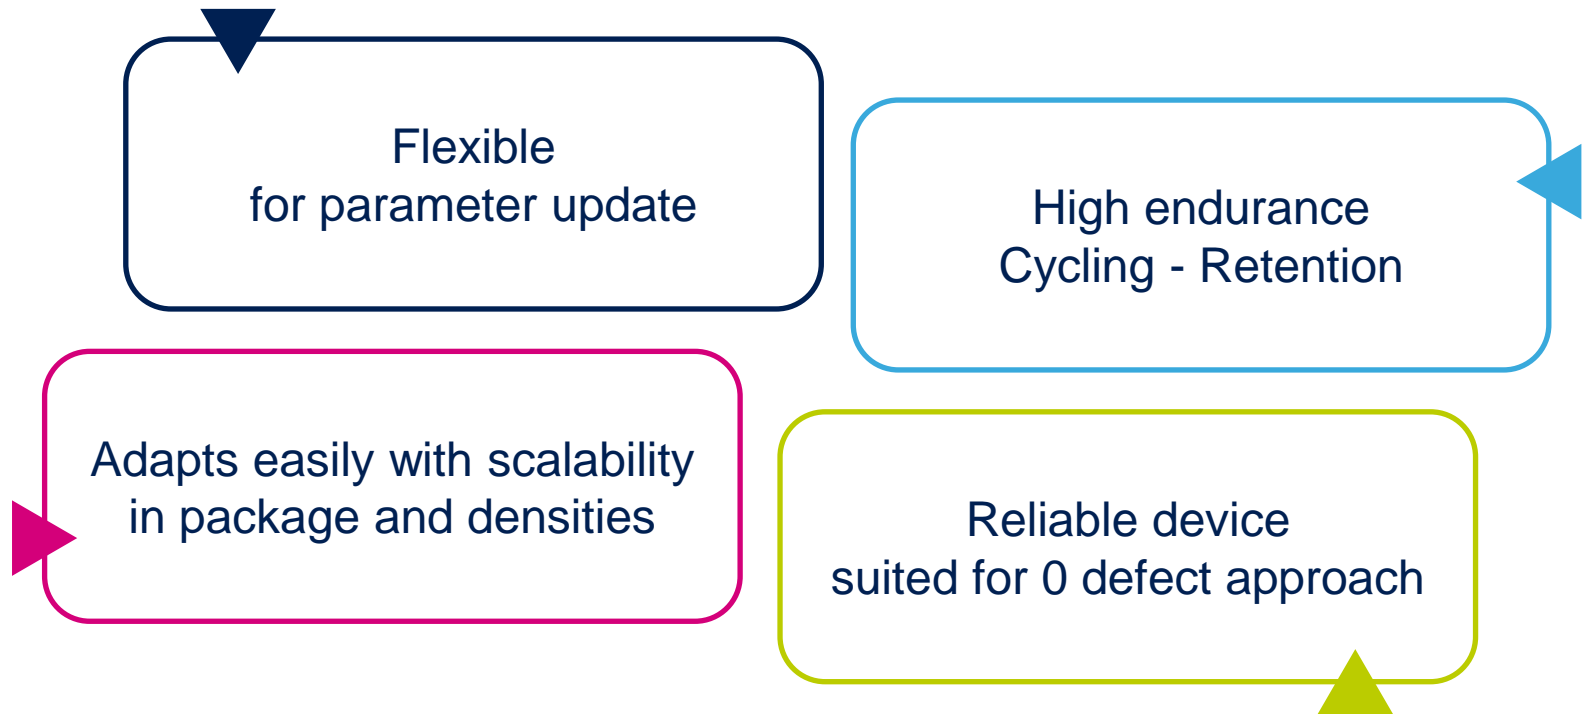 Flexible
for parameter update
High endurance
Cycling - Retention
Adapts easily with scalability
in package and densities
Reliable device
suited for 0 defect approach